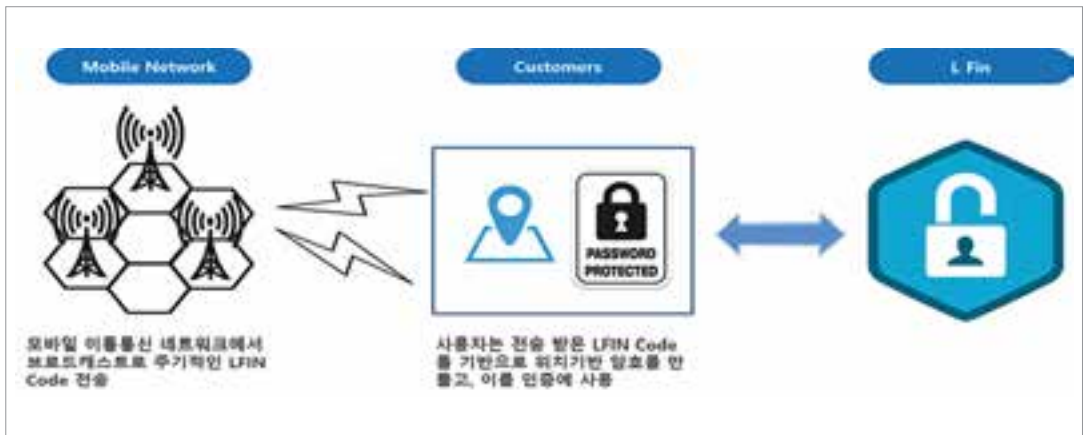 Mobile Network
Customers
L Fin
PASSWORD
PROTECTED
모바일 이동통신 네트워크에서
브로드캐스트로 주기적인 LFIN
Code 전송
사용자는 전송 받은 LFIN Code
를 기반으로 위치기반 암호를 만
들고, 이를 인증에 사용